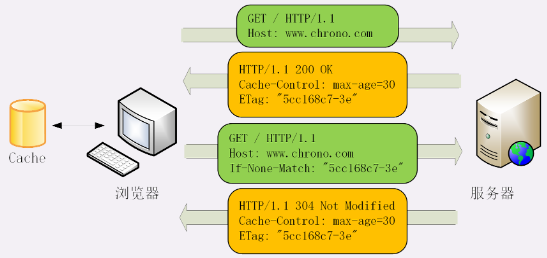 GET / HTTP/1.1
Host: www.chrono.com
HTTP/1.1 200 OK
Cache-Control: max-age=30
ETag: "5cc168c7-3e"
Cache
浏览器
GET / HTTP/1.1
Host: www.chrono.com
If-None-Match: "5cc168c7-3e"
服务器
HTTP/1.1 304 Not Modified
Cache-Control: max-age=30
ETag: "5cc168c7-3e"